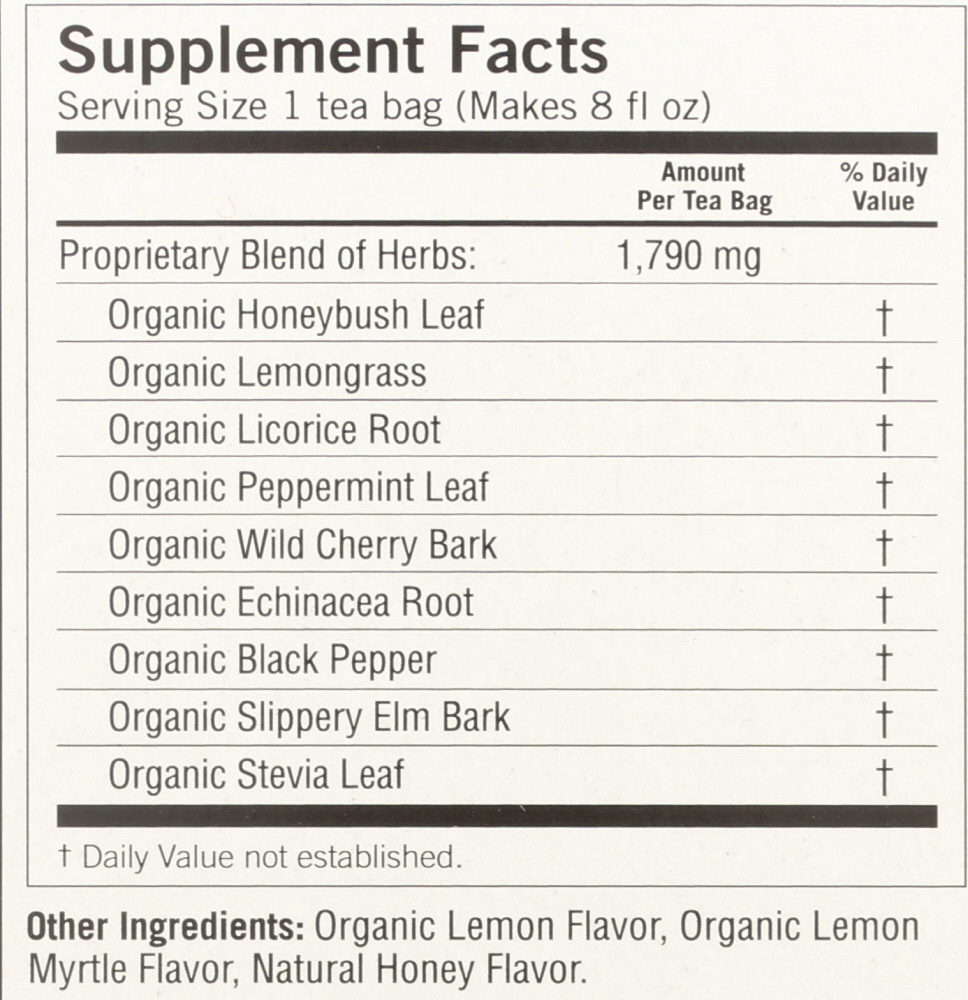 Supplement Facts
Serving Size 1 tea bag (Makes 8 fl oz)
Amount Per Tea Bag
% Daily Value
Proprietary Blend of Herbs: 1,790 mg
Organic Honeybush Leaf †
Organic Lemongrass †
Organic Licorice Root †
Organic Peppermint Leaf †
Organic Wild Cherry Bark †
Organic Echinacea Root †
Organic Black Pepper †
Organic Slippery Elm Bark †
Organic Stevia Leaf †
† Daily Value not established.
Other Ingredients: Organic Lemon Flavor, Organic Lemon
Myrtle Flavor, Natural Honey Flavor.